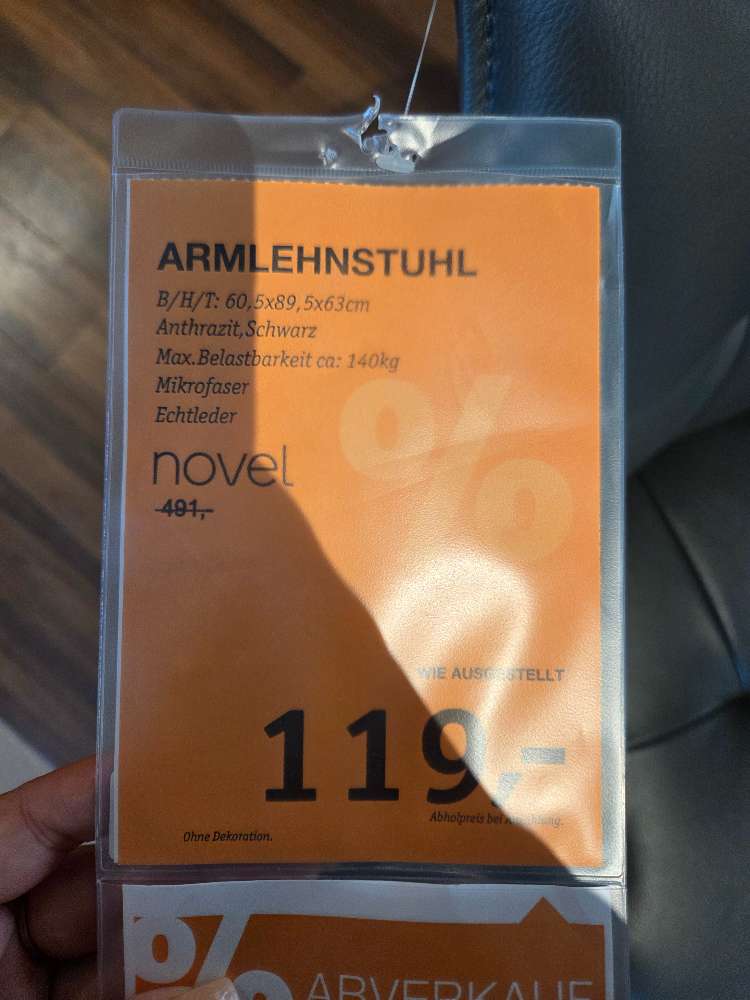 ARMLEHNSTUHL
B/H/T: 60,5x89,5x63cm
Anthrazit,Schwarz
Max.Belastbarkeit ca: 140kg
Mikrofaser
Echtleder
novel
491,-
%
WIE AUSGESTELLT
119,-
Abholpreis bei Barzahlung.
Ohne Dekoration.
% ABVERKAUF